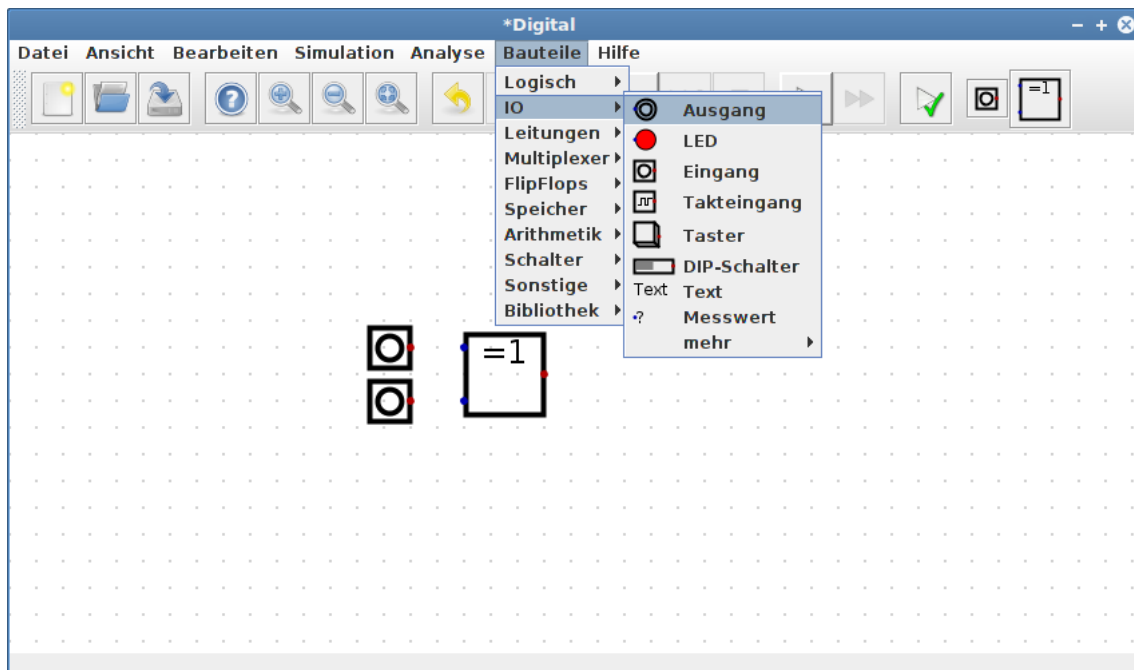 *Digital
Datei Ansicht Bearbeiten Simulation Analyse Bauteile Hilfe
=1
Logisch
IO
Leitungen
Multiplexer
FlipFlops
Speicher
Arithmetik
Schalter
Sonstige
Bibliothek
Ausgang
LED
Eingang
Takteingang
Taster
DIP-Schalter
Text Text
? Messwert
mehr
=1